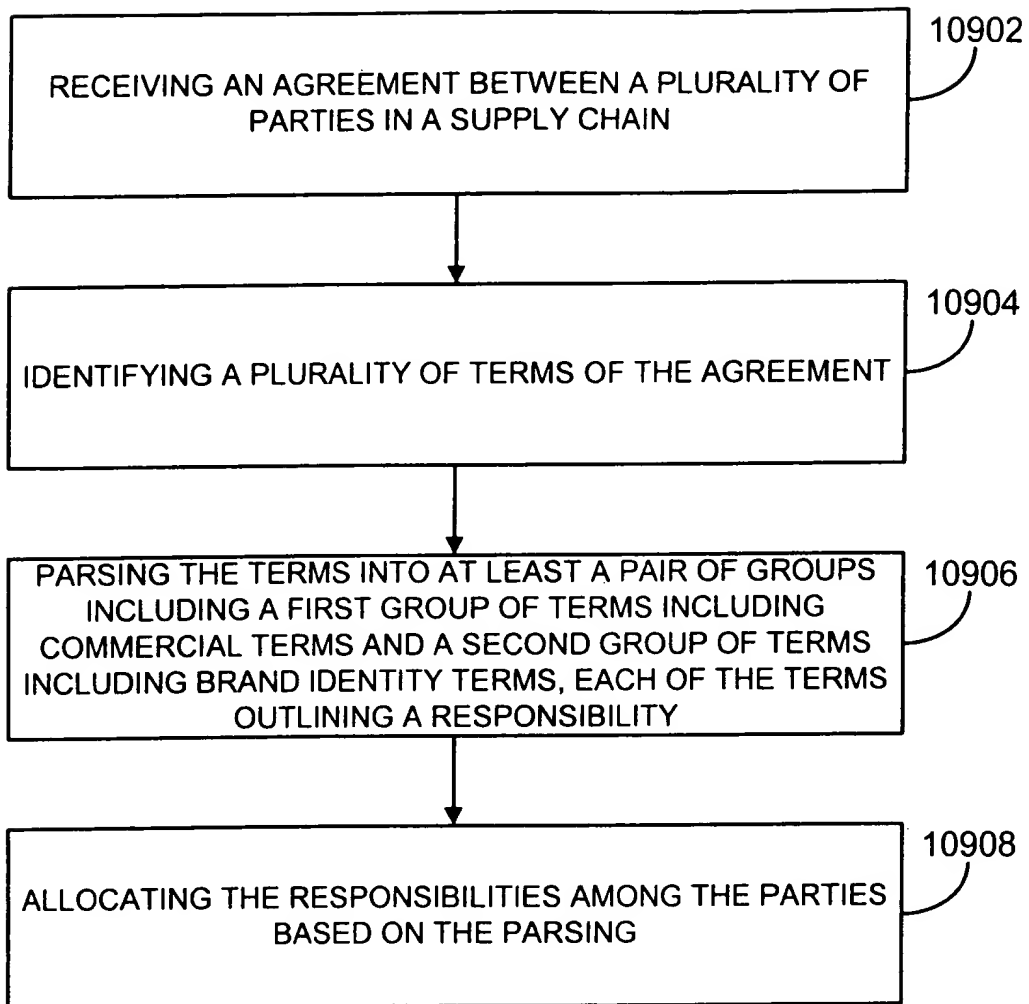 10902
RECEIVING AN AGREEMENT BETWEEN A PLURALITY OF
PARTIES IN A SUPPLY CHAIN
10904
IDENTIFYING A PLURALITY OF TERMS OF THE AGREEMENT
10906
PARSING THE TERMS INTO AT LEAST A PAIR OF GROUPS
INCLUDING A FIRST GROUP OF TERMS INCLUDING
COMMERCIAL TERMS AND A SECOND GROUP OF TERMS
INCLUDING BRAND IDENTITY TERMS, EACH OF THE TERMS
OUTLINING A RESPONSIBILITY
10908
ALLOCATING THE RESPONSIBILITIES AMONG THE PARTIES
BASED ON THE PARSING